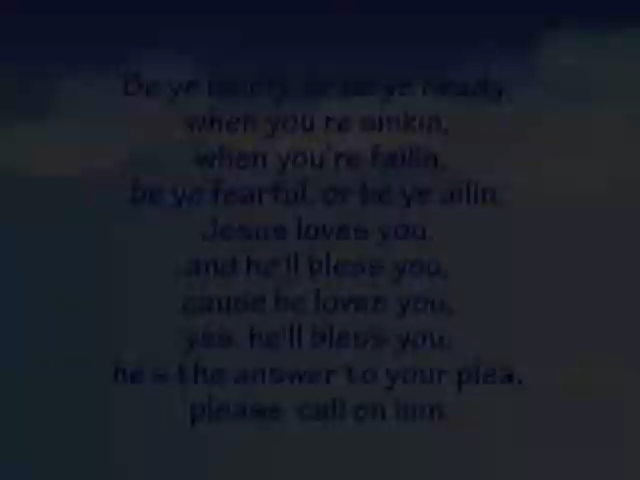 Be ye lonely, or be ye needy,
when you're sinkin,
when you're failin,
be ye fearful, or be ye ailin,
Jesus loves you,
and he'll bless you,
cause he loves you,
yes, he'll bless you,
he's the answer to your plea,
please call on him